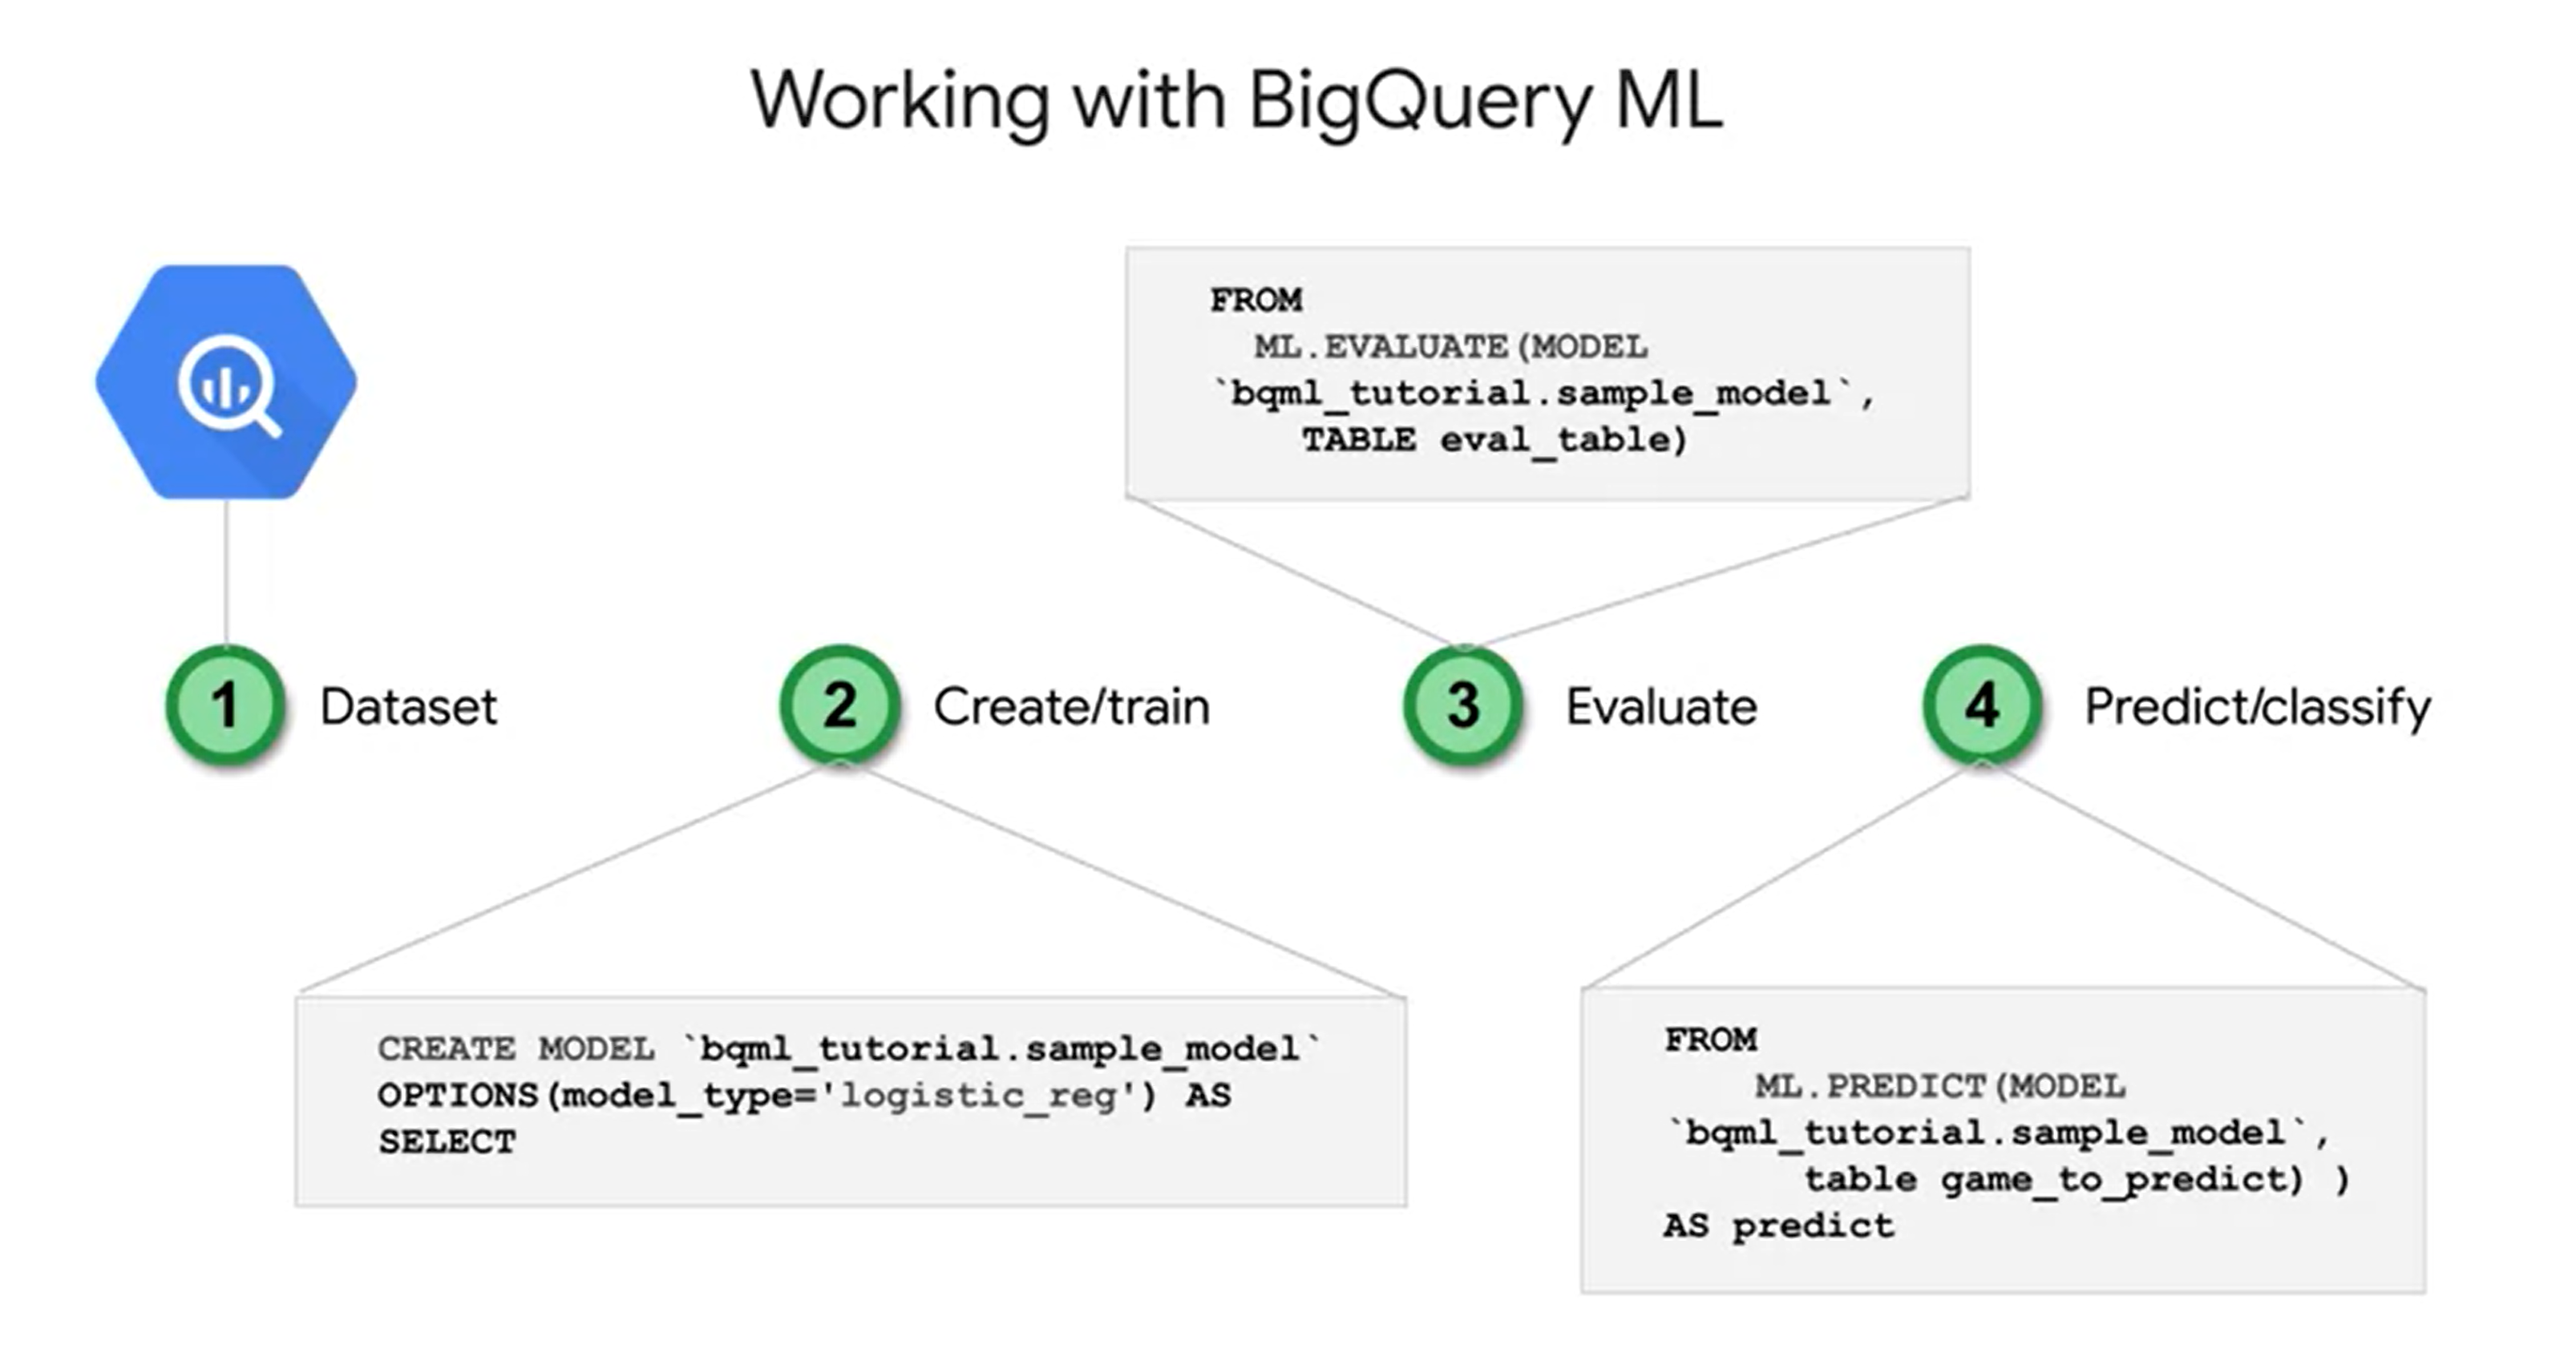 Working with BigQuery ML
FROM
ML.EVALUATE(MODEL
`bqml_tutorial.sample_model`,
TABLE eval_table)
1 Dataset
2 Create/train
3 Evaluate
4 Predict/classify
CREATE MODEL `bqml_tutorial.sample_model`
OPTIONS(model_type='logistic_reg') AS
SELECT
FROM
ML.PREDICT(MODEL
`bqml_tutorial.sample_model`,
table game_to_predict) )
AS predict